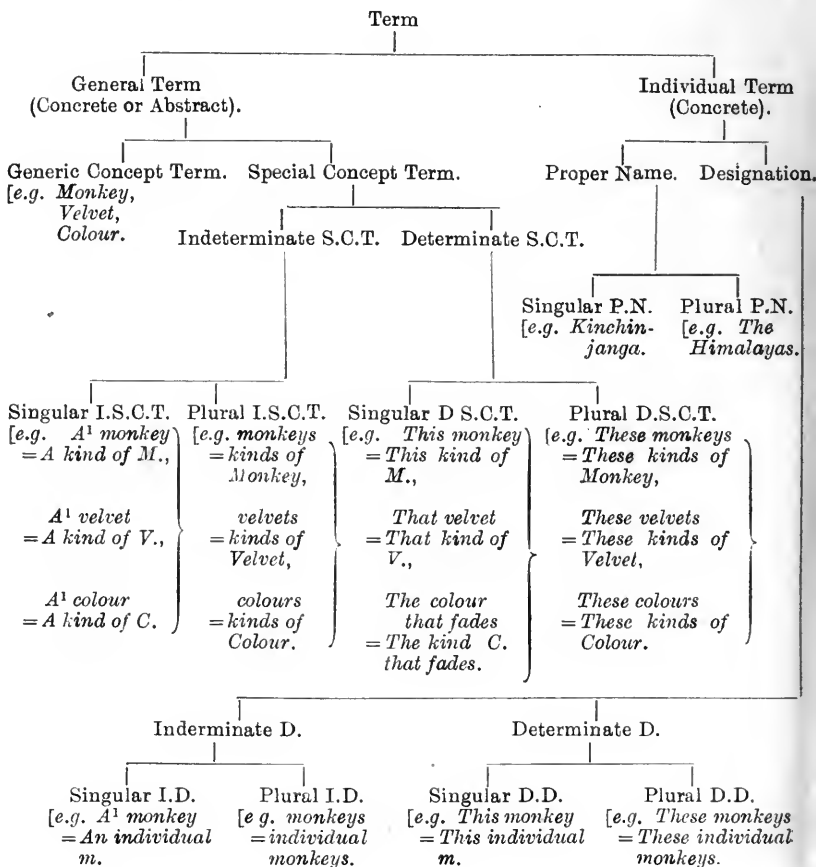 Term
General Term
(Concrete or Abstract).
Individual Term
(Concrete).
Generic Concept Term.
[e.g. Monkey,
Velvet,
Colour.
Special Concept Term.
Proper Name.
Designation.
Indeterminate S.C.T.
Determinate S.C.T.
Singular P.N.
[e.g. Kinchin-
janga.
Plural P.N.
[e.g. The
Himalayas.
Singular I.S.C.T.
[e.g. A¹ monkey
=A kind of M.,
A¹ velvet
=A kind of V.,
A¹ colour
=A kind of C.
Plural I.S.C.T.
[e.g. monkeys
=kinds of
Monkey,
velvets
=kinds of
Velvet,
colours
=kinds of
Colour.
Singular D S.C.T.
[e.g. This monkey
=This kind of
M.,
That velvet
=That kind of
V.,
The colour
that fades
=The kind C.
that fades.
Plural D.S.C.T.
[e.g. These monkeys
=These kinds of
Monkey,
These velvets
=These kinds of
Velvet,
These colours
=These kinds of
Colour.
Inderminate D.
Determinate D.
Singular I.D.
[e.g. A¹ monkey
=An individual
m.
Plural I.D.
[e g. monkeys
=individual
monkeys.
Singular D.D.
[e.g. This monkey
=This individual
m.
Plural D.D.
[e.g. These monkeys
=These individual
monkeys.